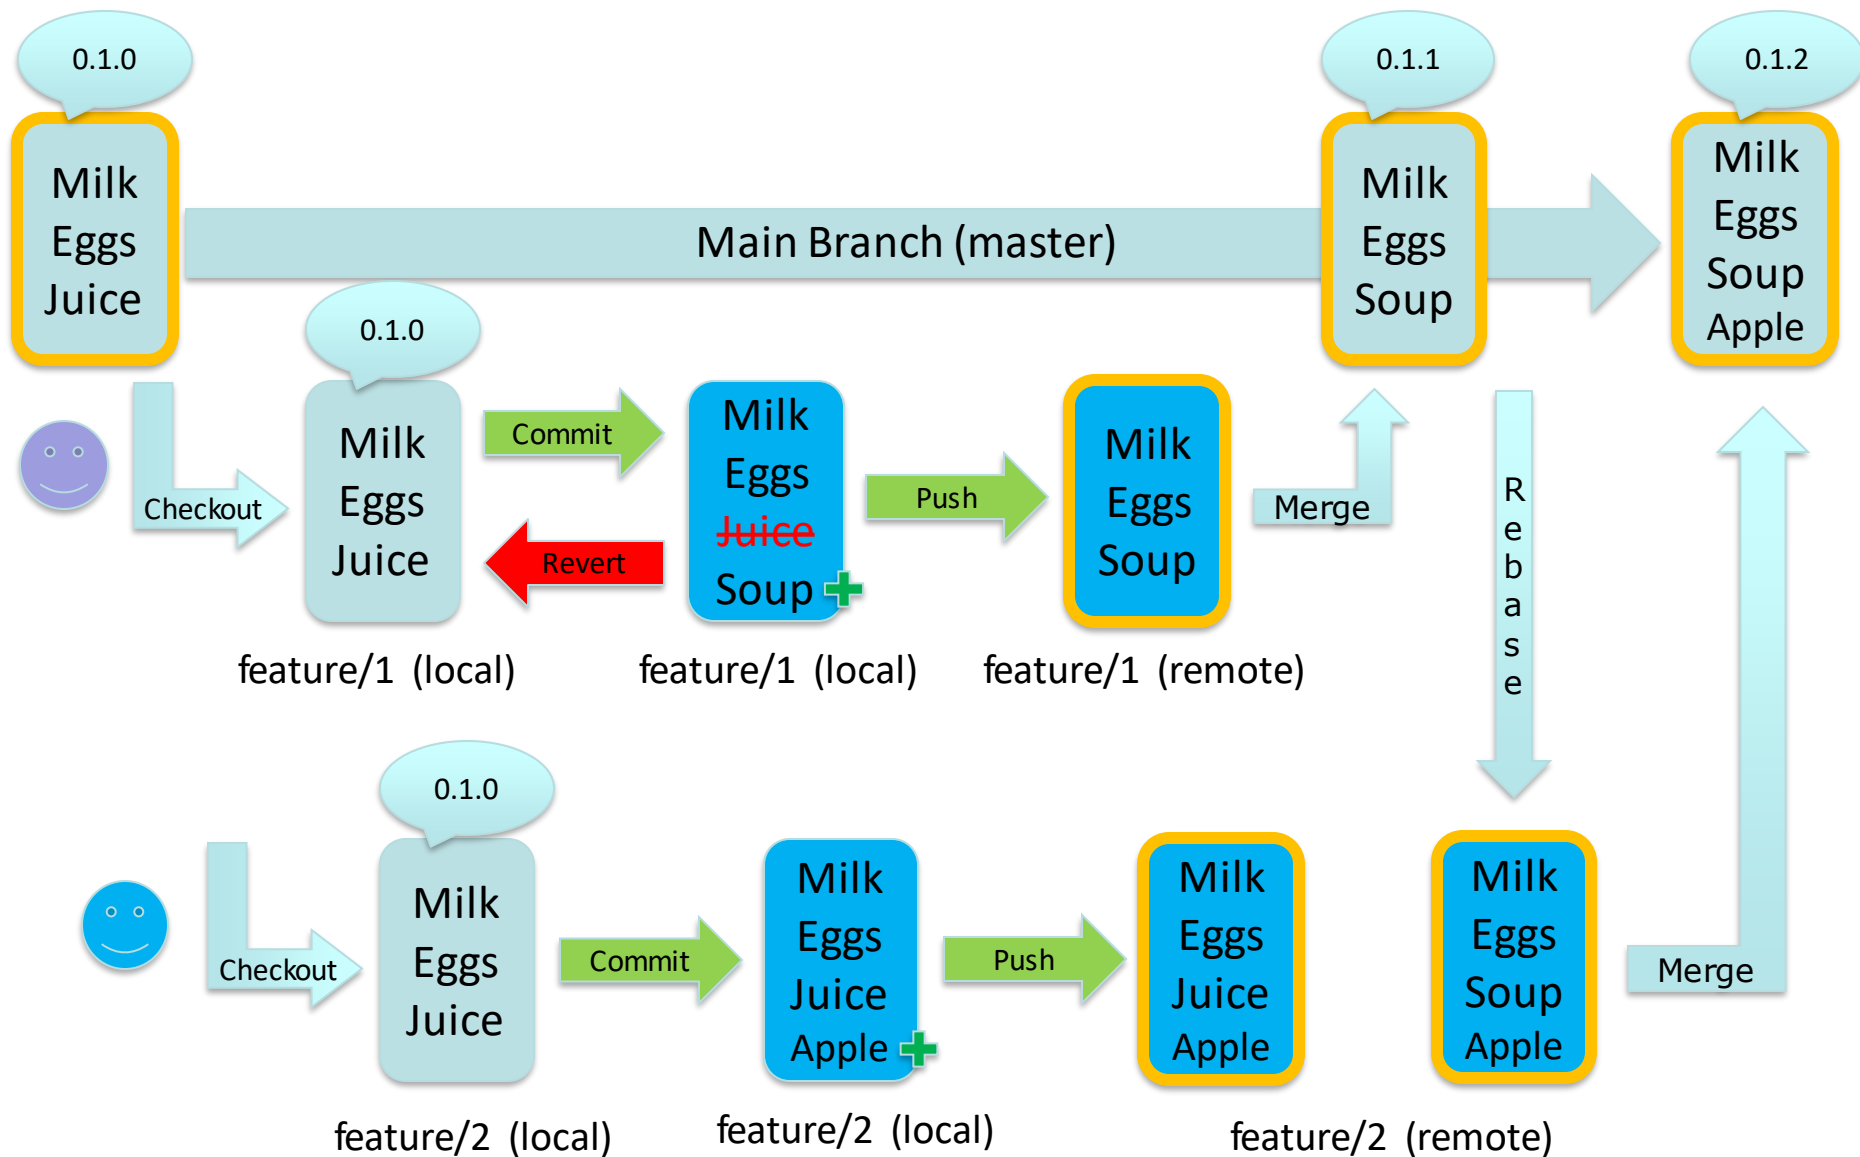 0.1.0
0.1.1
0.1.2
Milk
Eggs
Juice
Main Branch (master)
Milk
Eggs
Soup
Milk
Eggs
Soup
Apple
0.1.0
Checkout
Milk
Eggs
Juice
Commit
Revert
Milk
Eggs
Juice
Soup
Push
Milk
Eggs
Soup
Merge
Rebase
feature/1 (local)
feature/1 (local)
feature/1 (remote)
0.1.0
Checkout
Milk
Eggs
Juice
Commit
Milk
Eggs
Juice
Apple
Push
Milk
Eggs
Juice
Apple
Milk
Eggs
Soup
Apple
Merge
feature/2 (local)
feature/2 (local)
feature/2 (remote)